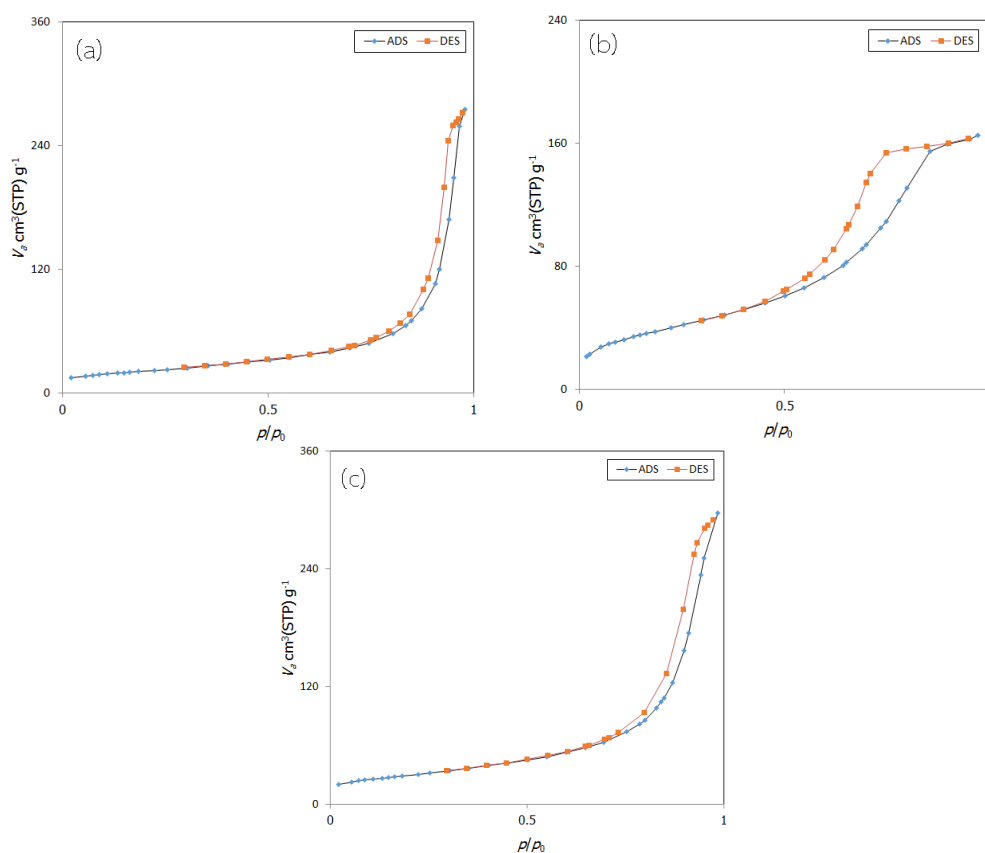 (a)
ADS DES
360
240
120
0
0 0.5 1
Va cm³(STP) g⁻¹
p/p₀
(b)
ADS DES
240
160
80
0
0 0.5
Va cm³(STP) g⁻¹
p/p₀
(c)
ADS DES
360
240
120
0
0 0.5 1
Va cm³(STP) g⁻¹
p/p₀